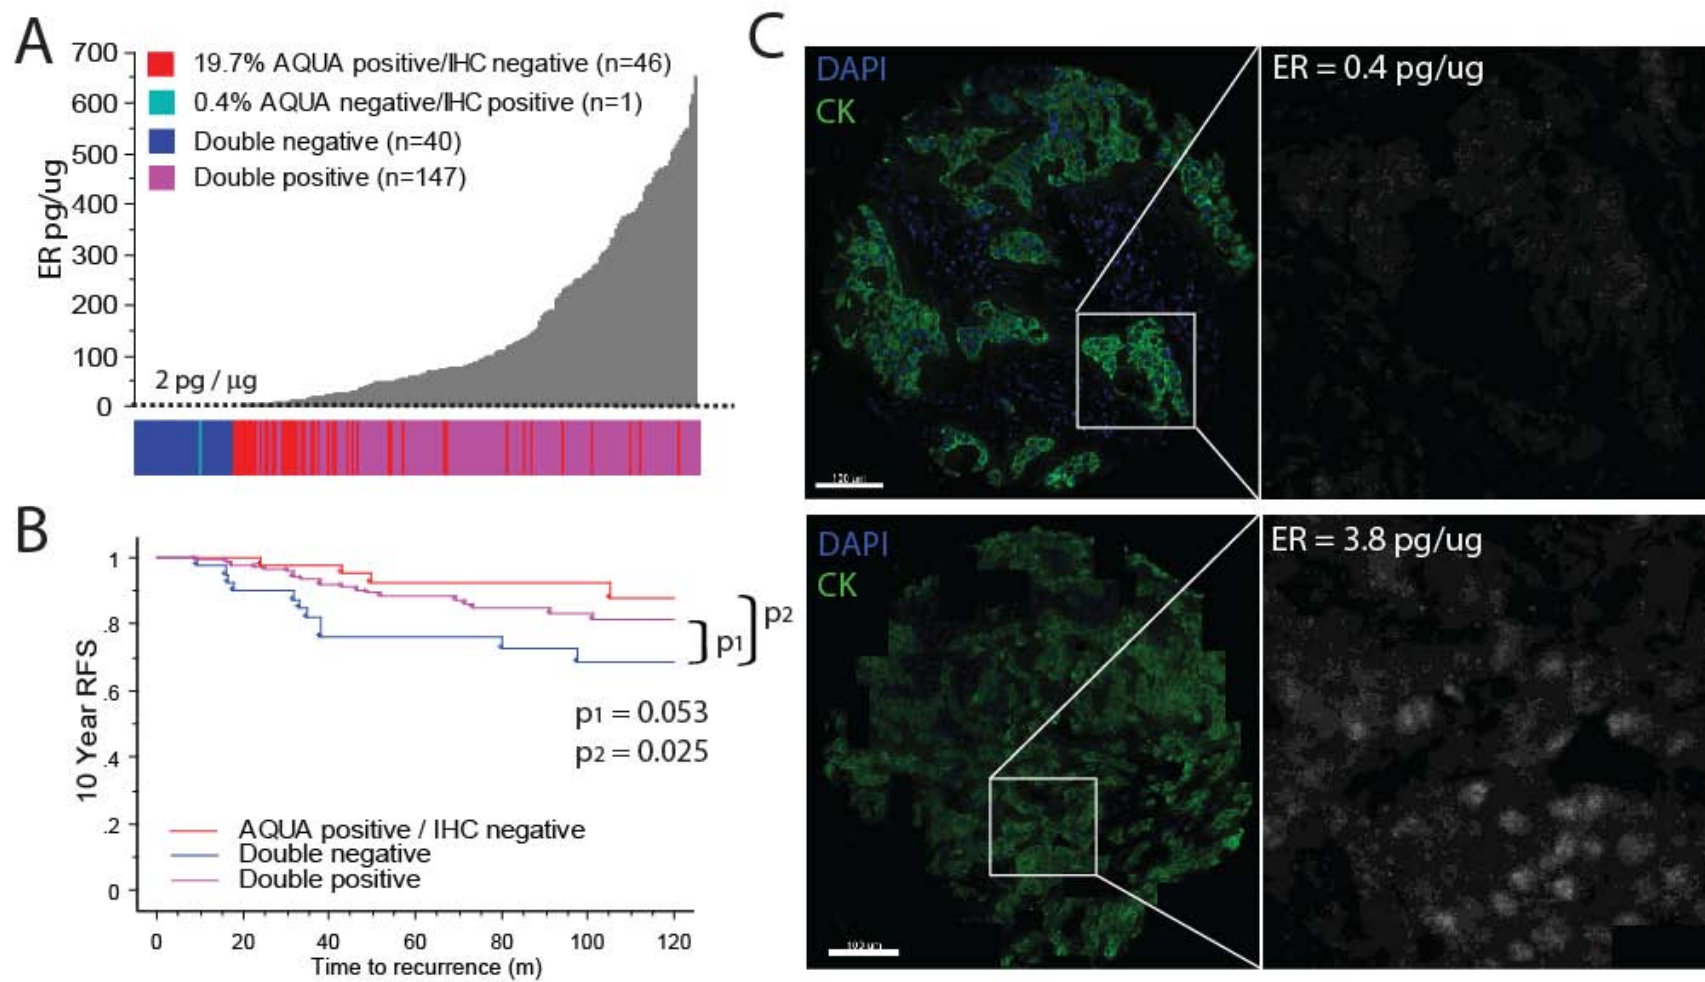 A
700
600
500
400
300
200
100
0
ER pg/ug
19.7% AQUA positive/IHC negative (n=46)
0.4% AQUA negative/IHC positive (n=1)
Double negative (n=40)
Double positive (n=147)
2 pg / μg
B
1
.8
.6
.4
.2
0
10 Year RFS
p1
p2
p1 = 0.053
p2 = 0.025
AQUA positive / IHC negative
Double negative
Double positive
0 20 40 60 80 100 120
Time to recurrence (m)
C
DAPI
CK
100 μm
ER = 0.4 pg/ug
DAPI
CK
100 μm
ER = 3.8 pg/ug